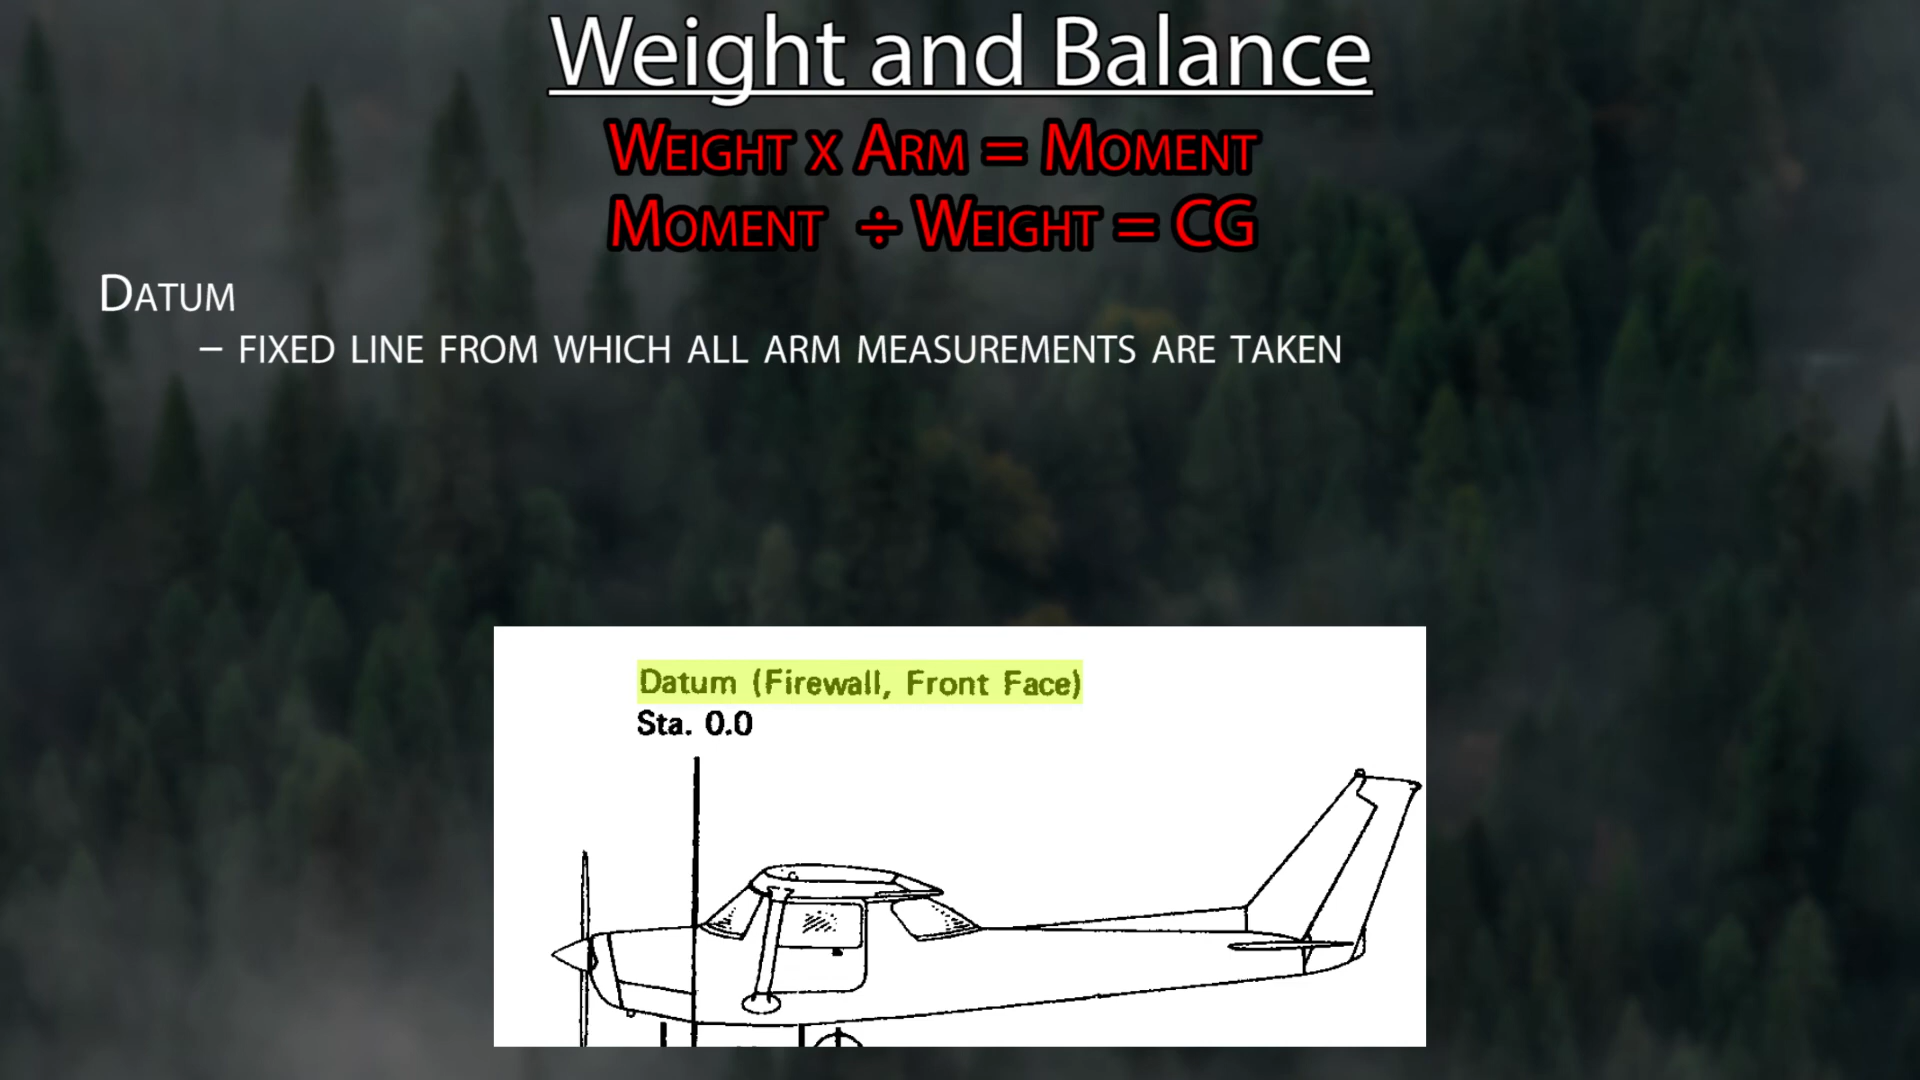 Weight and Balance
Weight x Arm = Moment
Moment ÷ Weight = CG
Datum
– fixed line from which all arm measurements are taken
Datum (Firewall, Front Face)
Sta. 0.0